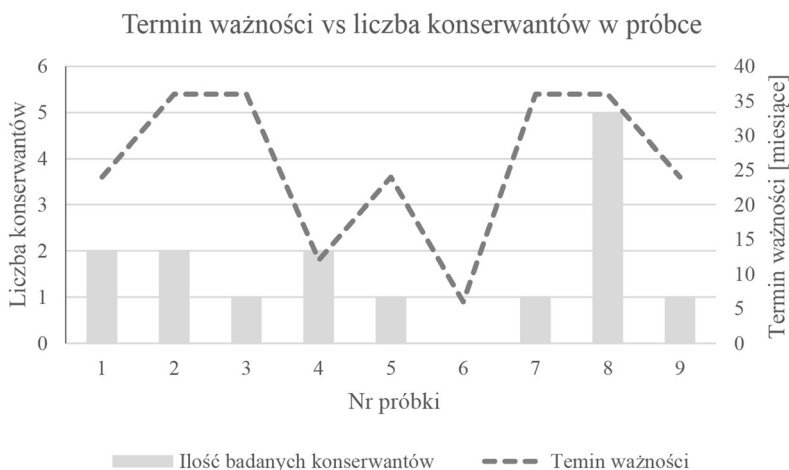 Termin ważności vs liczba konserwantów w próbce
Liczba konserwantów
6
5
4
3
2
1
0
40
35
30
25
20
15
10
5
0
Termin ważności [miesiące]
1 2 3 4 5 6 7 8 9
Nr próbki
Ilość badanych konserwantów Temin ważności